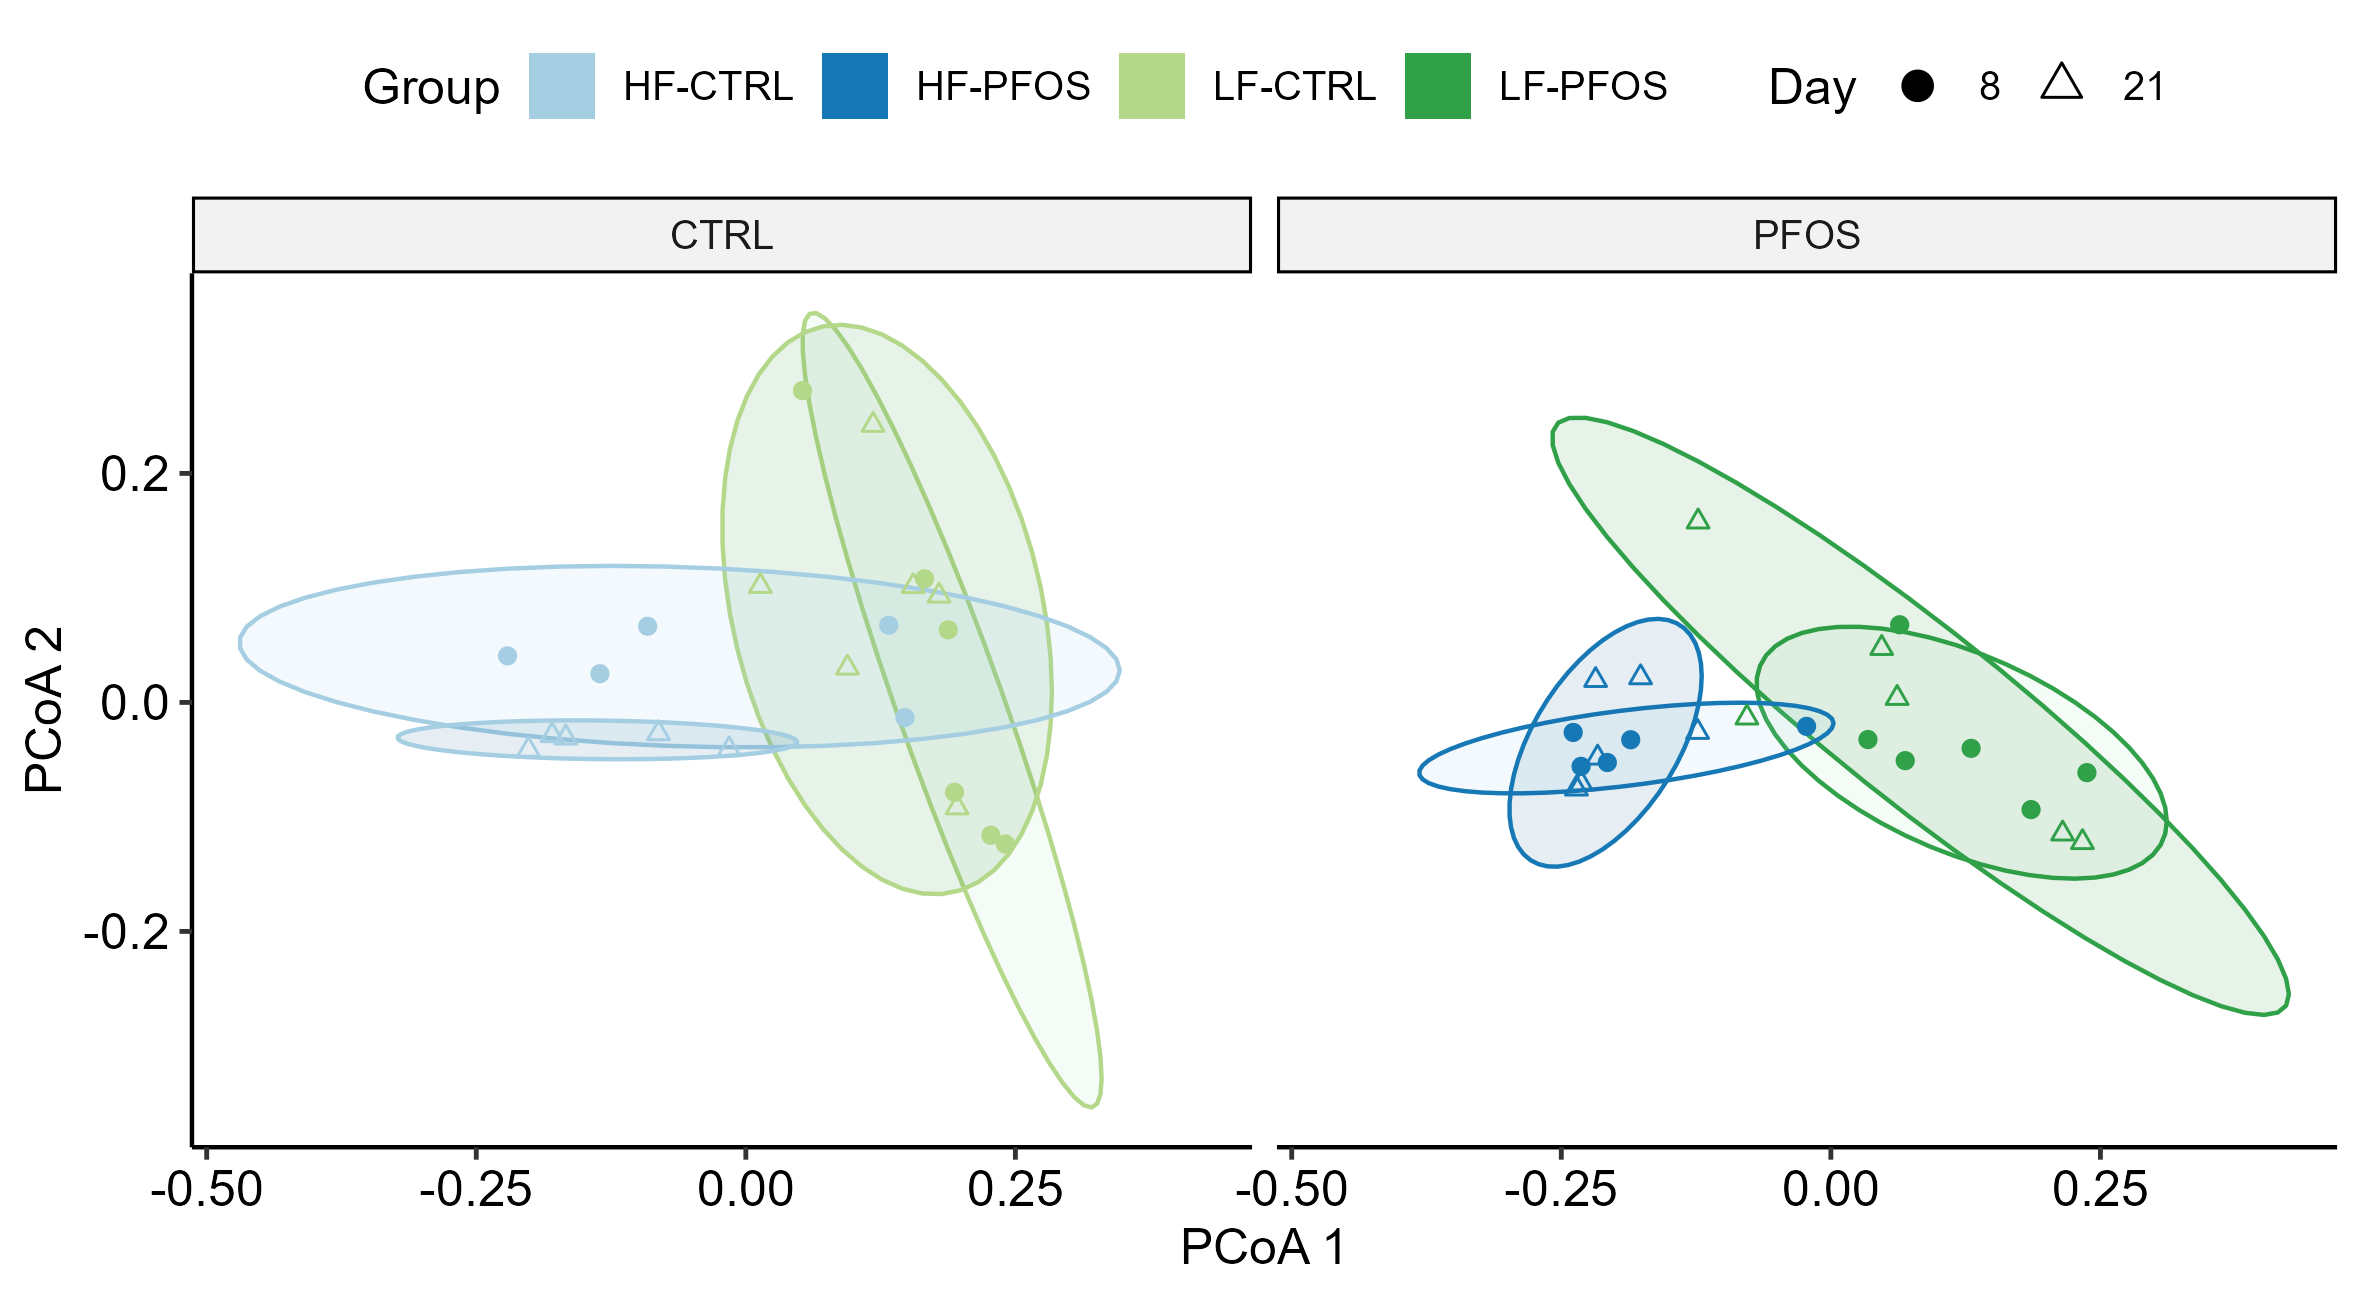 Group HF-CTRL HF-PFOS LF-CTRL LF-PFOS Day 8 21
CTRL PFOS
PCoA 2
0.2
0.0
-0.2
-0.50 -0.25 0.00 0.25 -0.50 -0.25 0.00 0.25
PCoA 1